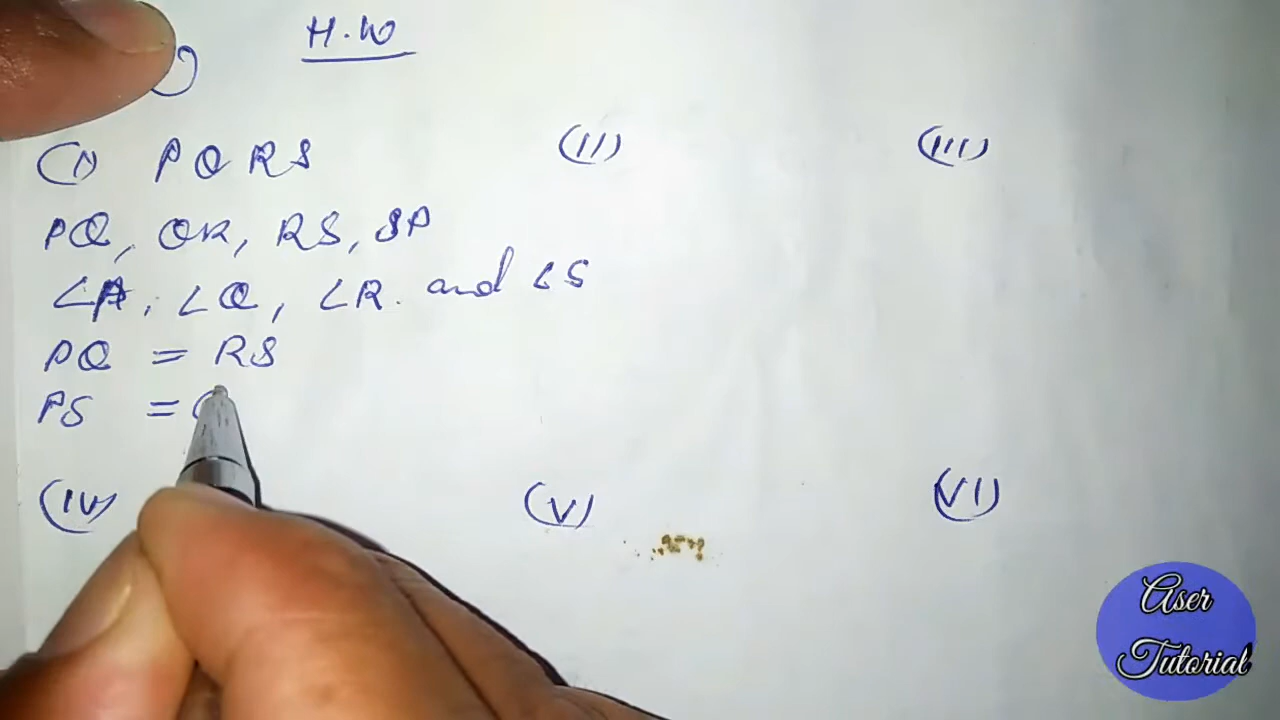 H.W
(I) PQRS
(II)
(III)
PQ, QR, RS, SP
∠P, ∠Q, ∠R. and ∠S
PQ = RS
PS =
(IV)
(V)
(VI)
Aser
Tutorial